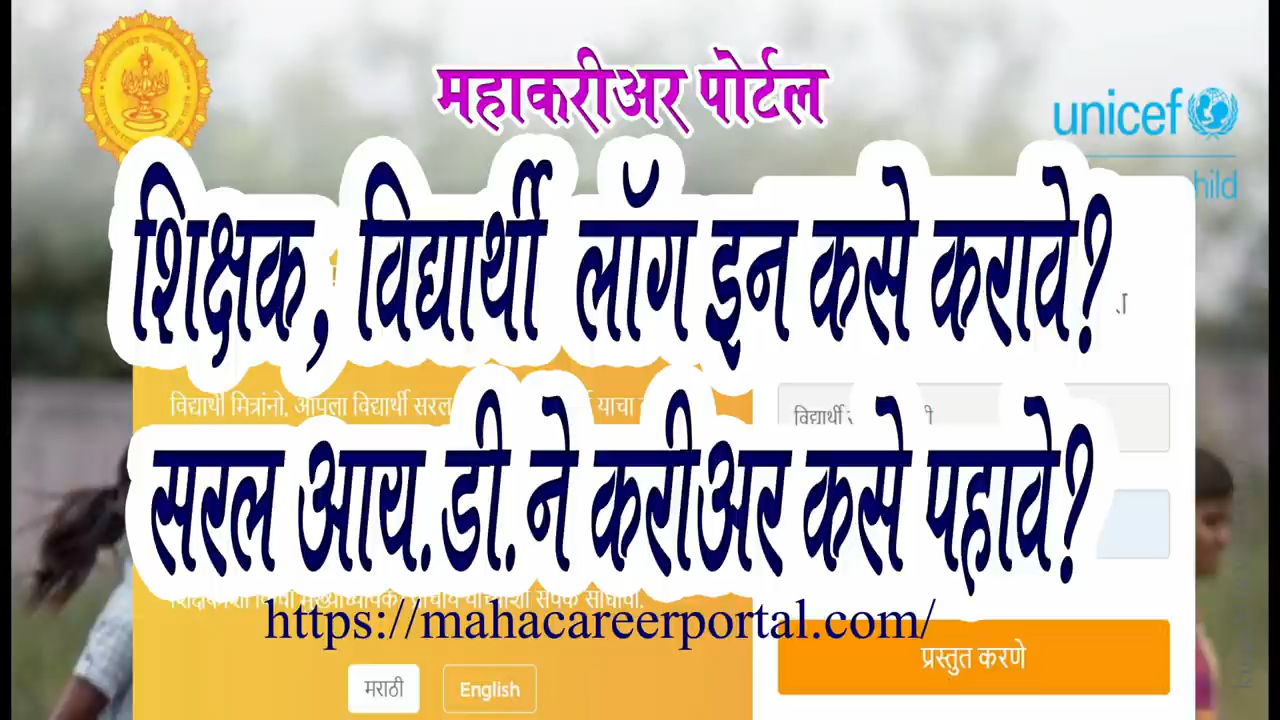 महाकरीअर पोर्टल
unicef
hild
शिक्षक, विद्यार्थी लॉग इन कसे करावे?
विद्यार्थी मित्रांनो, आपला विद्यार्थी सरल याचा
विद्यार्थी
सरल आय.डी.ने करीअर कसे पहावे?
https://mahacareerportal.com/
प्रस्तुत करणे
मराठी English